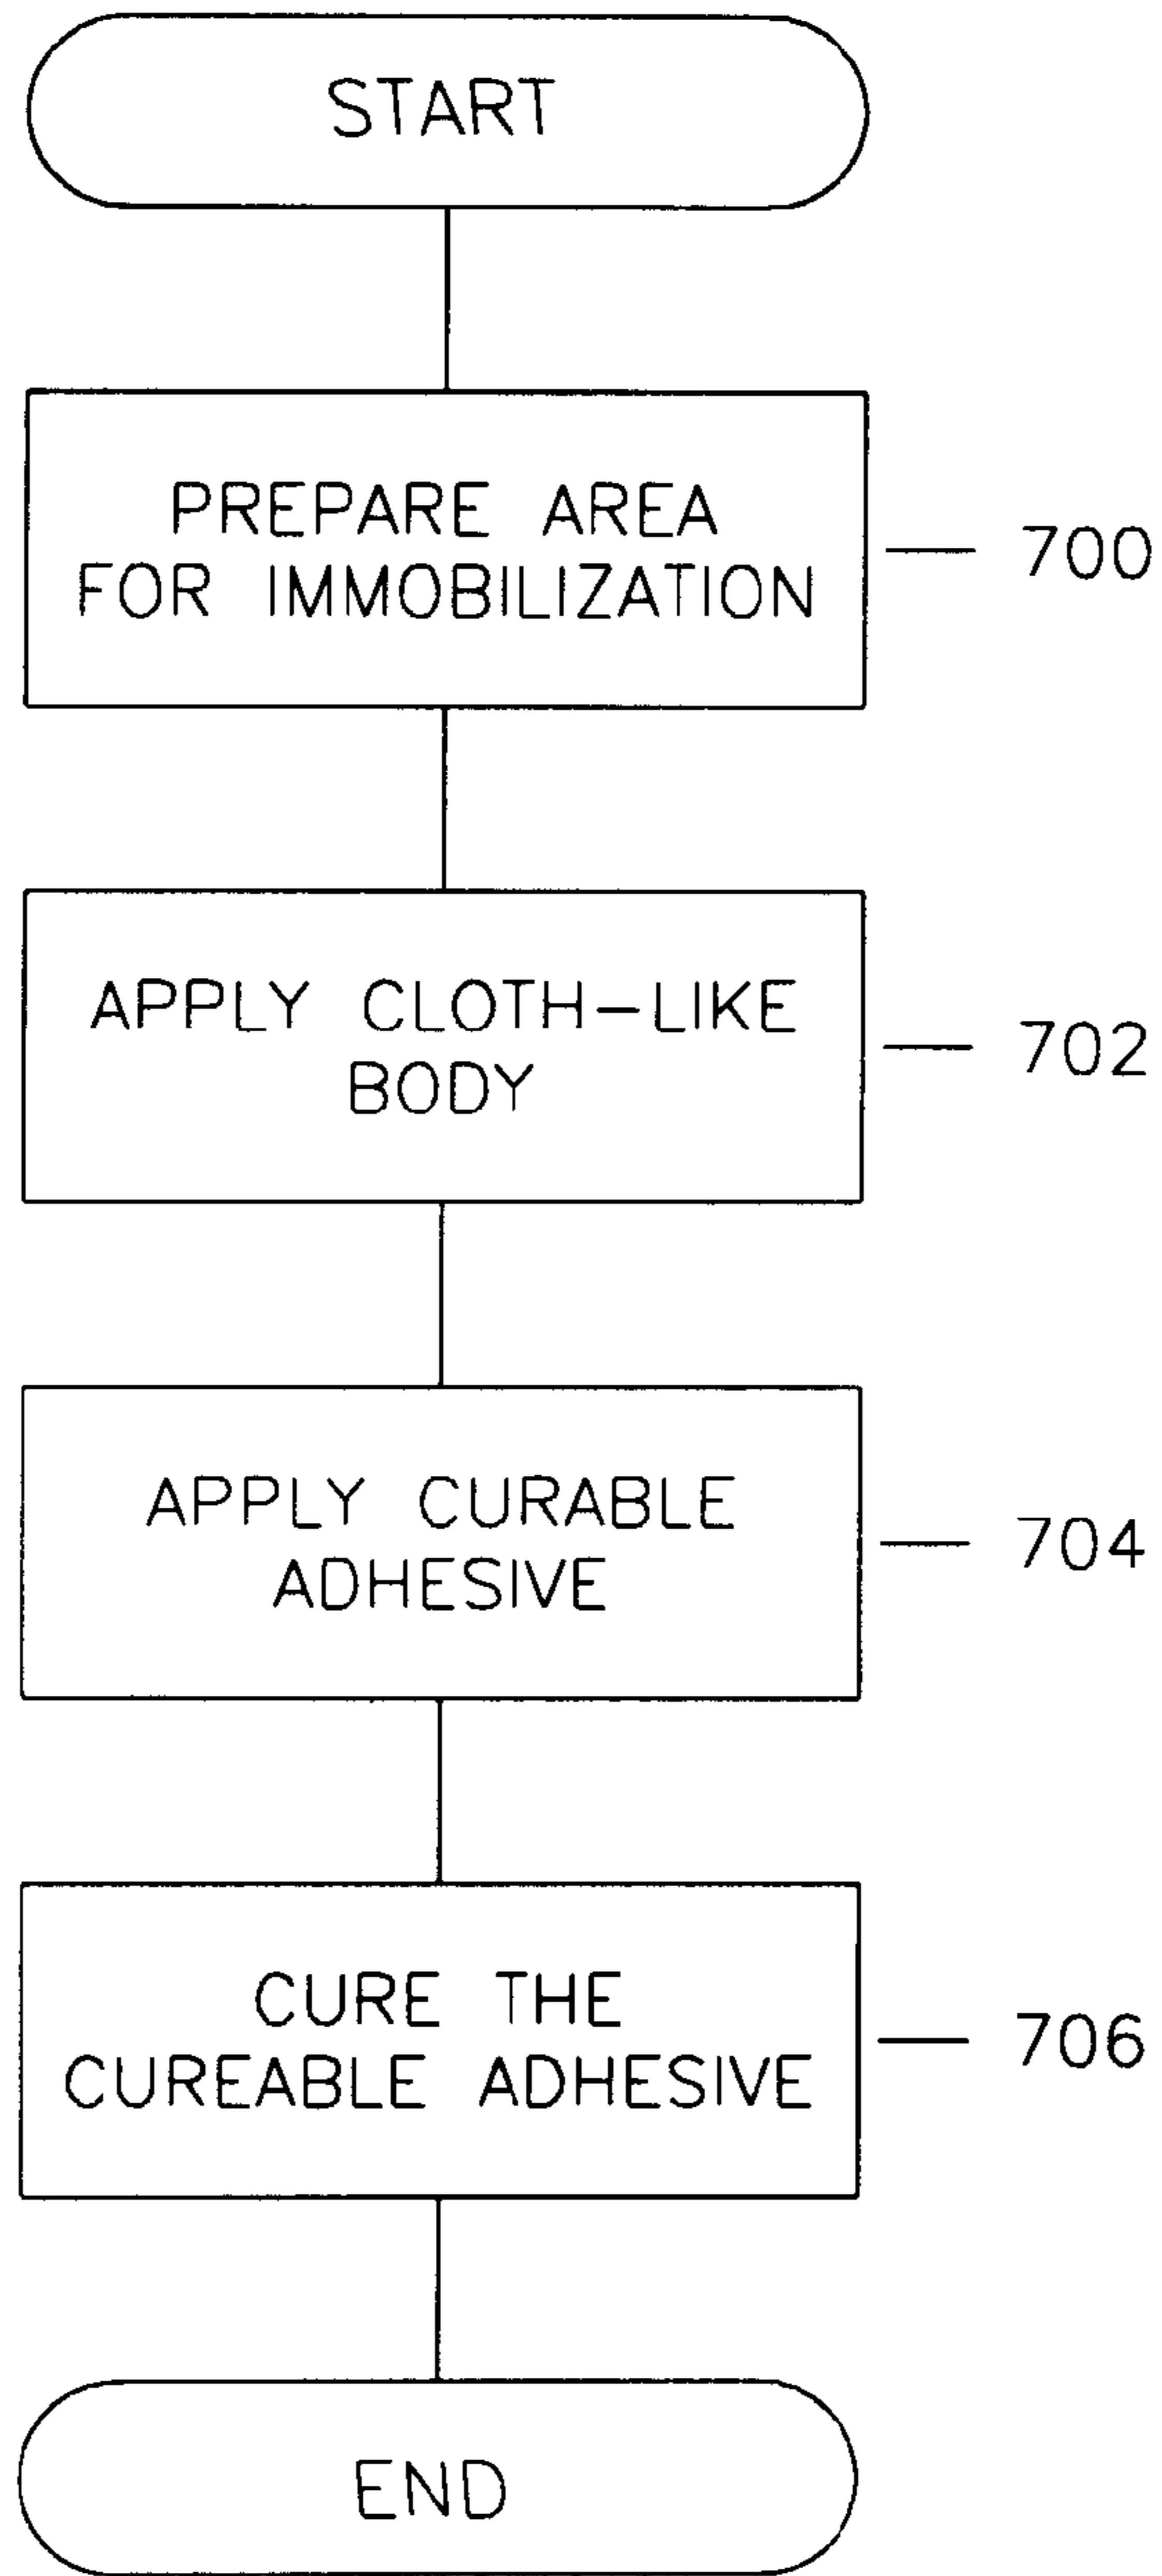 START
PREPARE AREA
FOR IMMOBILIZATION
700
APPLY CLOTH-LIKE
BODY
702
APPLY CURABLE
ADHESIVE
704
CURE THE
CUREABLE ADHESIVE
706
END